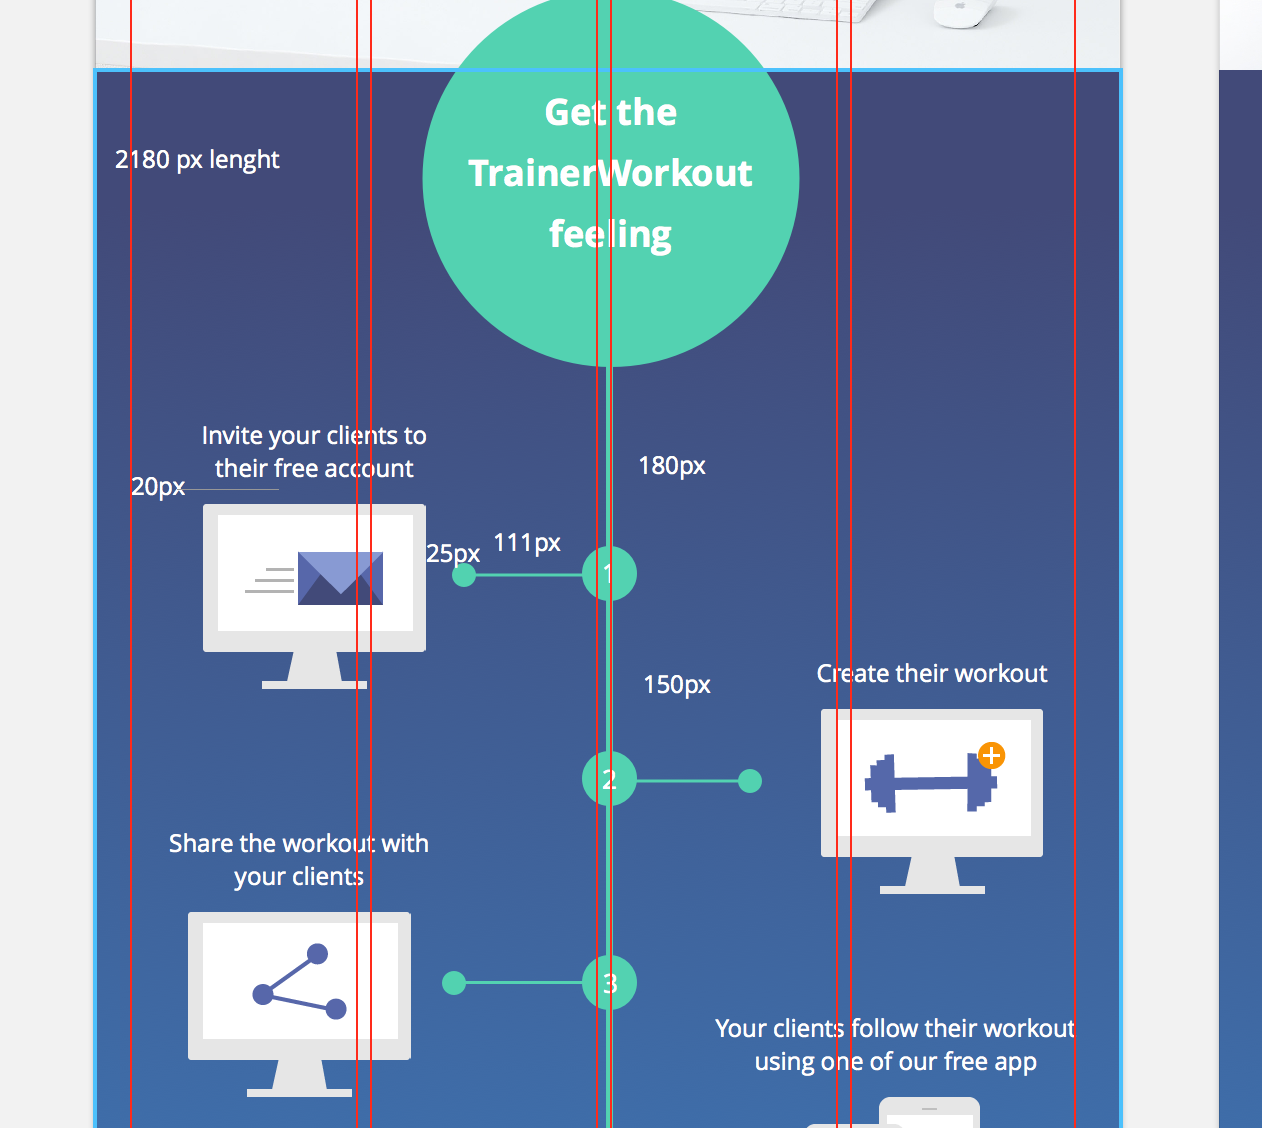 Get the
TrainerWorkout
feeling
2180 px lenght
Invite your clients to
their free account
20px
180px
25px
111px
1
150px
Create their workout
2
Share the workout with
your clients
3
Your clients follow their workout
using one of our free app